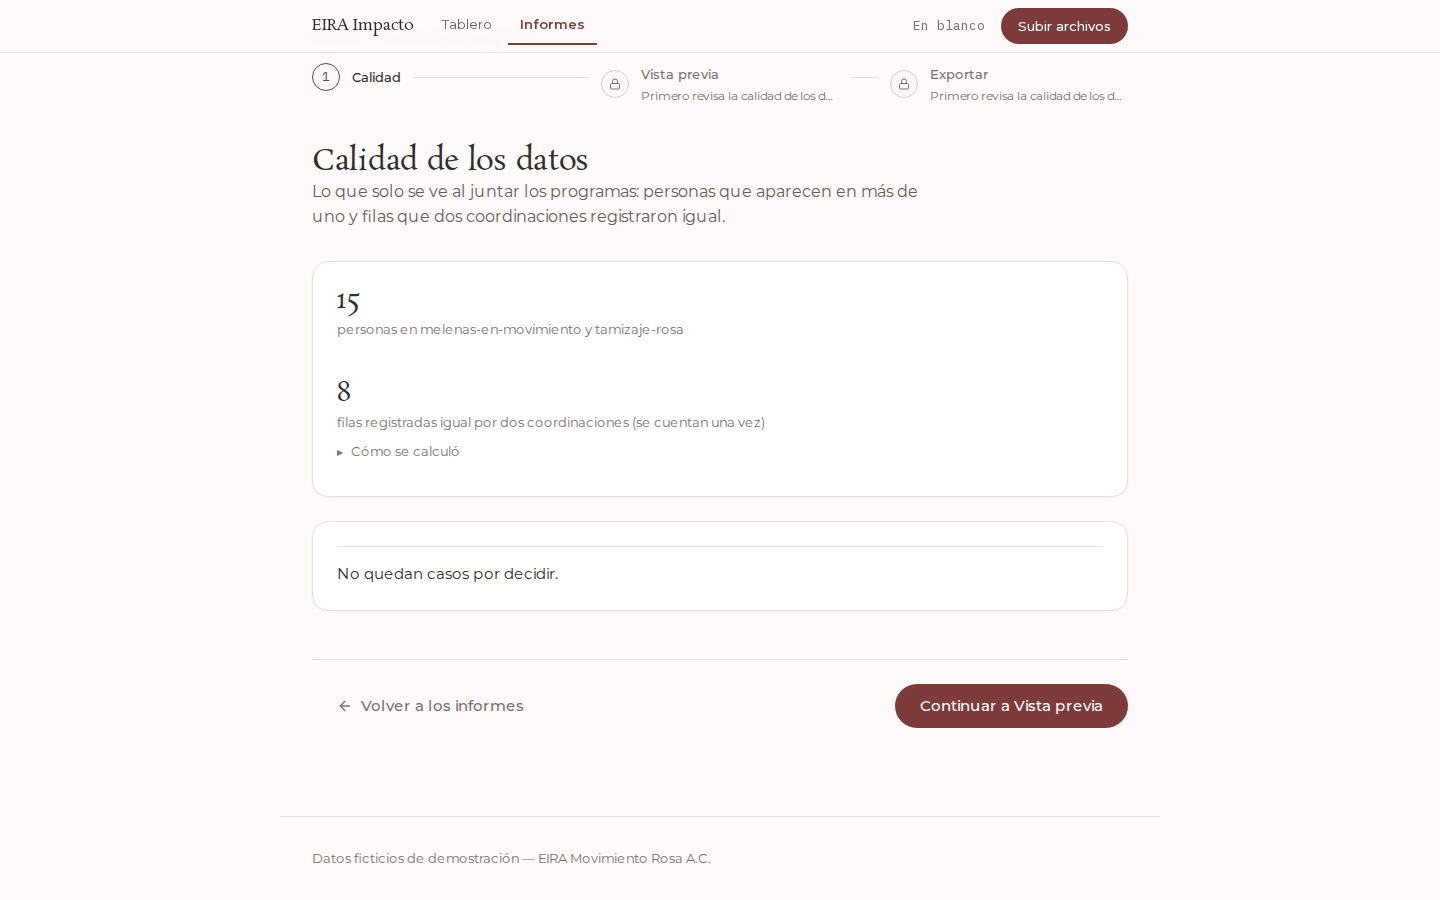 EIRA Impacto Tablero Informes En blanco Subir archivos
1 Calidad
Vista previa
Primero revisa la calidad de los d...
Exportar
Primero revisa la calidad de los d...
Calidad de los datos
Lo que solo se ve al juntar los programas: personas que aparecen en más de
uno y filas que dos coordinaciones registraron igual.
15
personas en melenas-en-movimiento y tamizaje-rosa
8
filas registradas igual por dos coordinaciones (se cuentan una vez)
▸ Cómo se calculó
No quedan casos por decidir.
← Volver a los informes
Continuar a Vista previa
Datos ficticios de demostración — EIRA Movimiento Rosa A.C.